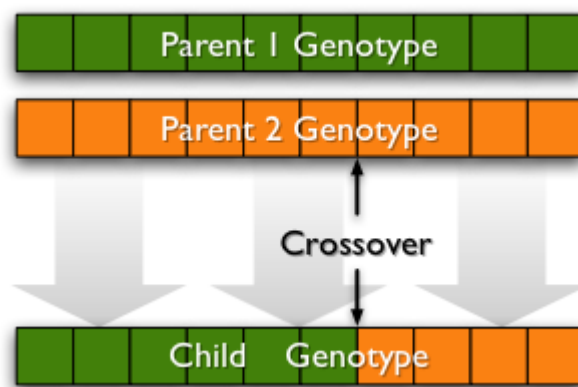 Parent 1 Genotype
Parent 2 Genotype
Crossover
Child Genotype